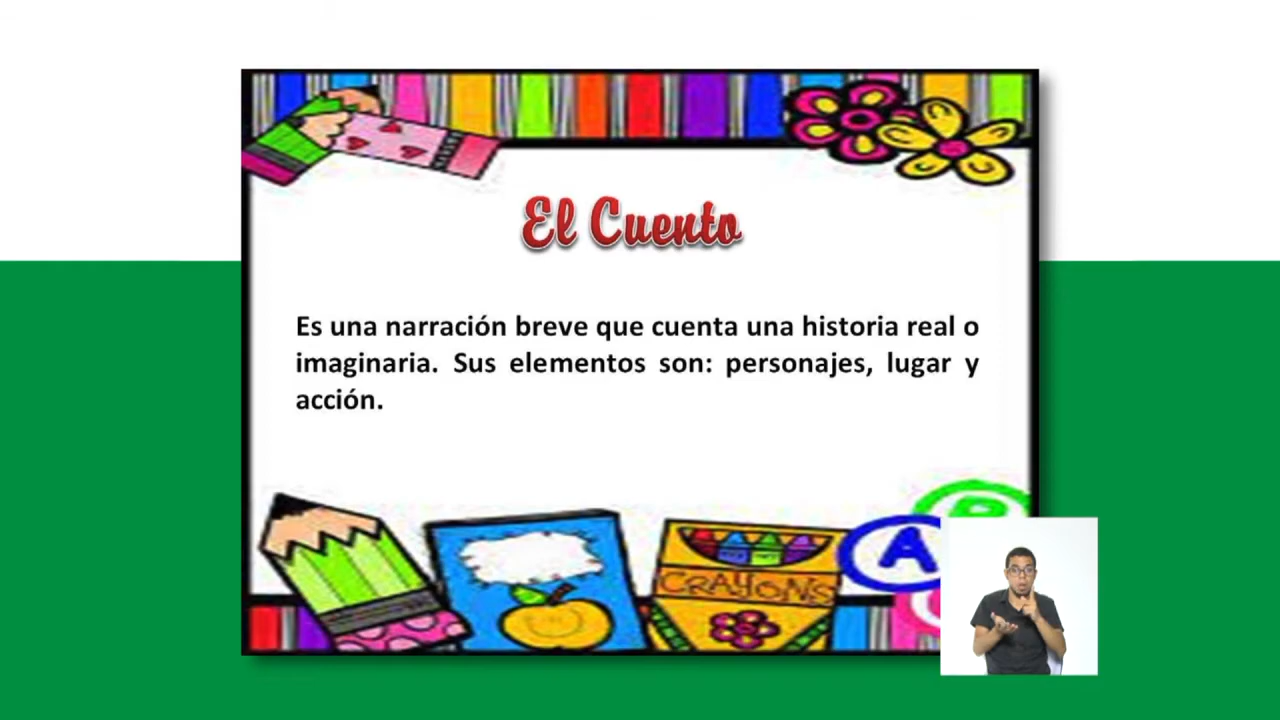 El Cuento
Es una narración breve que cuenta una historia real o
imaginaria. Sus elementos son: personajes, lugar y
acción.
CRAYONS
B
A